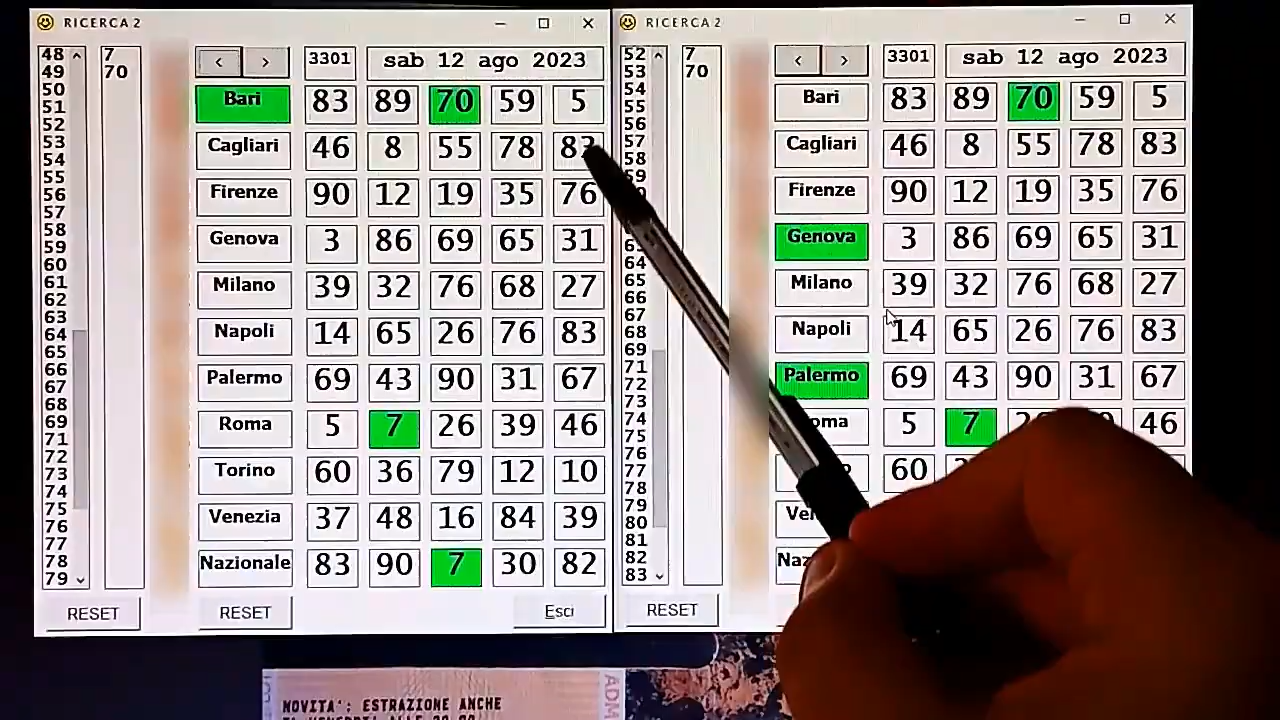 RICERCA 2
48
49
50
51
52
53
54
55
56
57
58
59
60
61
62
63
64
65
66
67
68
69
71
72
73
74
75
76
77
78
79
7
70
RESET
< >
3301 sab 12 ago 2023
Bari 83 89 70 59 5
Cagliari 46 8 55 78 83
Firenze 90 12 19 35 76
Genova 3 86 69 65 31
Milano 39 32 76 68 27
Napoli 14 65 26 76 83
Palermo 69 43 90 31 67
Roma 5 7 26 39 46
Torino 60 36 79 12 10
Venezia 37 48 16 84 39
Nazionale 83 90 7 30 82
RESET Esci
RICERCA 2
52
53
54
55
56
57
58
59
63
64
65
66
67
68
69
71
72
73
74
75
76
77
78
79
80
81
82
83
7
70
RESET
< >
3301 sab 12 ago 2023
Bari 83 89 70 59 5
Cagliari 46 8 55 78 83
Firenze 90 12 19 35 76
Genova 3 86 69 65 31
Milano 39 32 76 68 27
Napoli 14 65 26 76 83
Palermo 69 43 90 31 67
5 7 46
60
NOVITA': ESTRAZIONE ANCHE
ADM